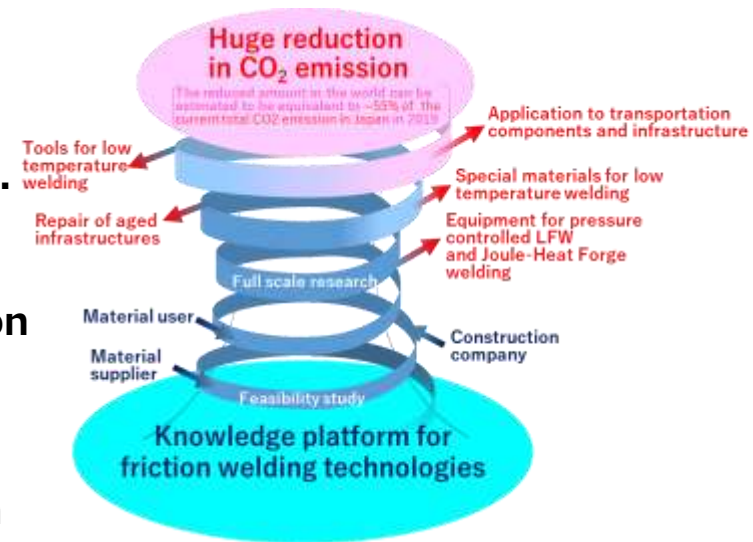 Huge reduction
in CO₂ emission
The reduced amount in the world can be
estimated to be equivalent to ~55% of the
current total CO2 emission in Japan in 2019
Application to transportation
components and infrastructure
Tools for low
temperature
welding
Special materials for low
temperature welding
Repair of aged
infrastructures
Equipment for pressure
controlled LFW
and Joule-Heat Forge
welding
Full scale research
on
Material user
Construction
company
Material
supplier
Feasibility study
Knowledge platform for
friction welding technologies